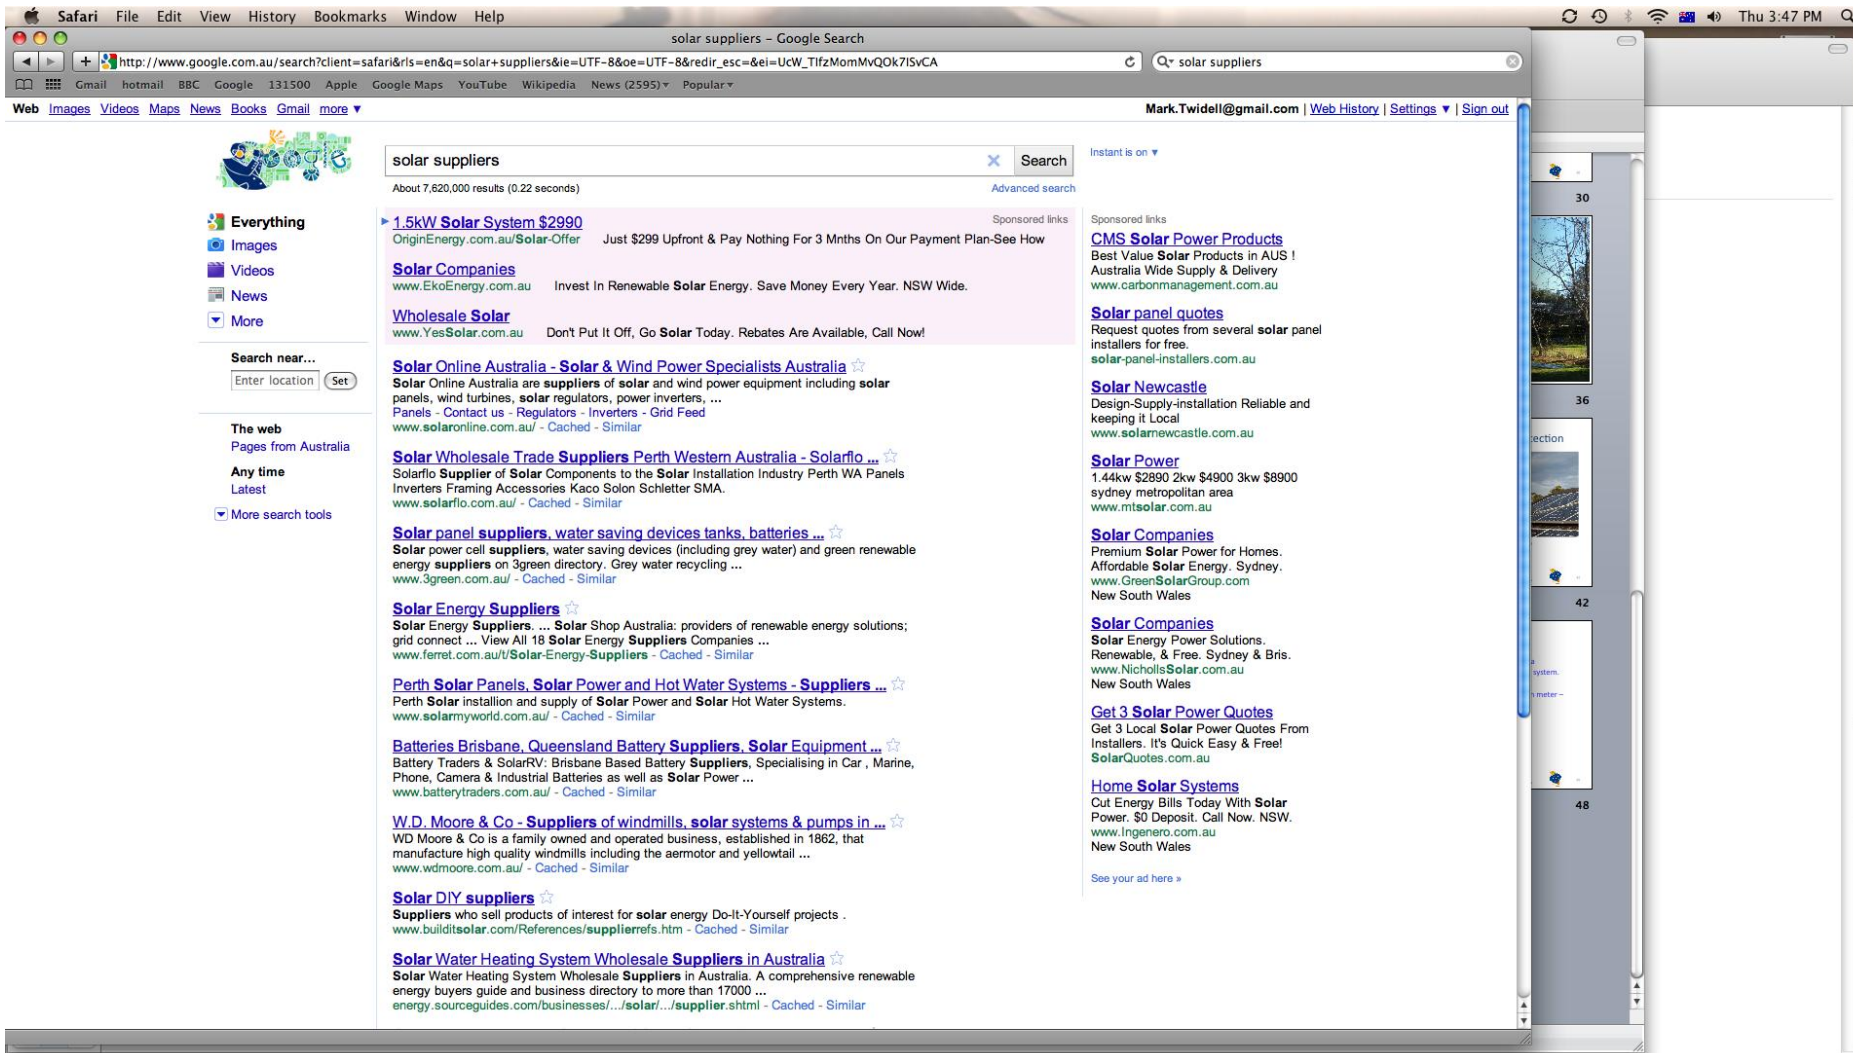 Safari File Edit View History Bookmarks Window Help
Thu 3:47 PM
solar suppliers – Google Search
http://www.google.com.au/search?client=safari&rls=en&q=solar+suppliers&ie=UTF-8&oe=UTF-8&redir_esc=&ei=UcW_TIfzMomMvQOk7ISvCA
solar suppliers
Gmail hotmail BBC Google 131500 Apple Google Maps YouTube Wikipedia News (2595) Popular
Web Images Videos Maps News Books Gmail more
Mark.Twidell@gmail.com | Web History | Settings | Sign out
Google
solar suppliers
Search
Instant is on
About 7,620,000 results (0.22 seconds)
Advanced search
Everything
Images
Videos
News
More
Search near...
Enter location Set
The web
Pages from Australia
Any time
Latest
More search tools
1.5kW Solar System $2990
Sponsored links
OriginEnergy.com.au/Solar-Offer Just $299 Upfront & Pay Nothing For 3 Mnths On Our Payment Plan-See How
Solar Companies
www.EkoEnergy.com.au Invest In Renewable Solar Energy. Save Money Every Year. NSW Wide.
Wholesale Solar
www.YesSolar.com.au Don't Put It Off, Go Solar Today. Rebates Are Available, Call Now!
Solar Online Australia - Solar & Wind Power Specialists Australia
Solar Online Australia are suppliers of solar and wind power equipment including solar
panels, wind turbines, solar regulators, power inverters, ...
Panels - Contact us - Regulators - Inverters - Grid Feed
www.solaronline.com.au/ - Cached - Similar
Solar Wholesale Trade Suppliers Perth Western Australia - Solarflo ...
Solarflo Supplier of Solar Components to the Solar Installation Industry Perth WA Panels
Inverters Framing Accessories Kaco Solon Schletter SMA.
www.solarflo.com.au/ - Cached - Similar
Solar panel suppliers, water saving devices tanks, batteries ...
Solar power cell suppliers, water saving devices (including grey water) and green renewable
energy suppliers on 3green directory. Grey water recycling ...
www.3green.com.au/ - Cached - Similar
Solar Energy Suppliers
Solar Energy Suppliers. ... Solar Shop Australia: providers of renewable energy solutions;
grid connect ... View All 18 Solar Energy Suppliers Companies ...
www.ferret.com.au/t/Solar-Energy-Suppliers - Cached - Similar
Perth Solar Panels, Solar Power and Hot Water Systems - Suppliers ...
Perth Solar installion and supply of Solar Power and Solar Hot Water Systems.
www.solarmyworld.com.au/ - Cached - Similar
Batteries Brisbane, Queensland Battery Suppliers, Solar Equipment ...
Battery Traders & SolarRV: Brisbane Based Battery Suppliers, Specialising in Car , Marine,
Phone, Camera & Industrial Batteries as well as Solar Power ...
www.batterytraders.com.au/ - Cached - Similar
W.D. Moore & Co - Suppliers of windmills, solar systems & pumps in ...
WD Moore & Co is a family owned and operated business, established in 1862, that
manufacture high quality windmills including the aermotor and yellowtail ...
www.wdmoore.com.au/ - Cached - Similar
Solar DIY suppliers
Suppliers who sell products of interest for solar energy Do-It-Yourself projects .
www.builditsolar.com/References/supplierrefs.htm - Cached - Similar
Solar Water Heating System Wholesale Suppliers in Australia
Solar Water Heating System Wholesale Suppliers in Australia. A comprehensive renewable
energy buyers guide and business directory to more than 17000 ...
energy.sourceguides.com/businesses/.../solar/.../supplier.shtml - Cached - Similar
Sponsored links
CMS Solar Power Products
Best Value Solar Products in AUS !
Australia Wide Supply & Delivery
www.carbonmanagement.com.au
Solar panel quotes
Request quotes from several solar panel
installers for free.
solar-panel-installers.com.au
Solar Newcastle
Design-Supply-installation Reliable and
keeping it Local
www.solarnewcastle.com.au
Solar Power
1.44kw $2890 2kw $4900 3kw $8900
sydney metropolitan area
www.mtsolar.com.au
Solar Companies
Premium Solar Power for Homes.
Affordable Solar Energy. Sydney.
www.GreenSolarGroup.com
New South Wales
Solar Companies
Solar Energy Power Solutions.
Renewable, & Free. Sydney & Bris.
www.NichollsSolar.com.au
New South Wales
Get 3 Solar Power Quotes
Get 3 Local Solar Power Quotes From
Installers. It's Quick Easy & Free!
SolarQuotes.com.au
Home Solar Systems
Cut Energy Bills Today With Solar
Power. $0 Deposit. Call Now. NSW.
www.Ingenero.com.au
New South Wales
See your ad here »
30
36
ection
42
system.
meter –
48